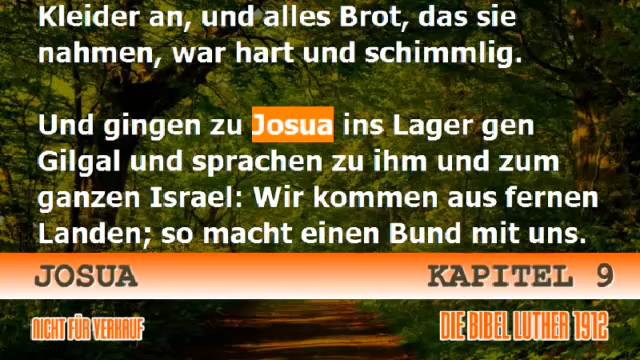 Kleider an, und alles Brot, das sie
nahmen, war hart und schimmlig.
Und gingen zu Josua ins Lager gen
Gilgal und sprachen zu ihm und zum
ganzen Israel: Wir kommen aus fernen
Landen; so macht einen Bund mit uns.
JOSUA KAPITEL 9
NICHT FÜR VERKAUF DIE BIBEL LUTHER 1912